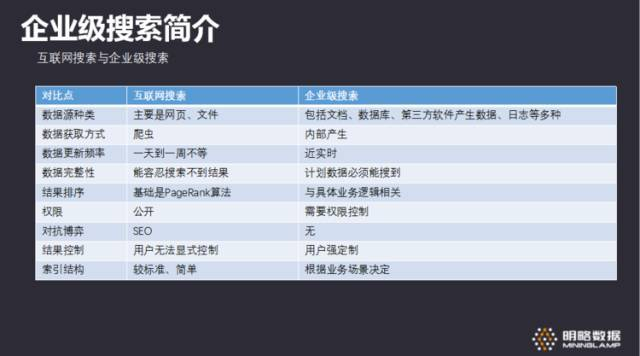 企业级搜索简介
互联网搜索与企业级搜索
对比点 互联网搜索 企业级搜索
数据源种类 主要是网页、文件 包括文档、数据库、第三方软件产生数据、日志等多种
数据获取方式 爬虫 内部产生
数据更新频率 一天到一周不等 近实时
数据完整性 能容忍搜索不到结果 计划数据必须能搜到
结果排序 基础是PageRank算法 与具体业务逻辑相关
权限 公开 需要权限控制
对抗博弈 SEO 无
结果控制 用户无法显式控制 用户强定制
索引结构 较标准、简单 根据业务场景决定
明略数据
MININGLAMP